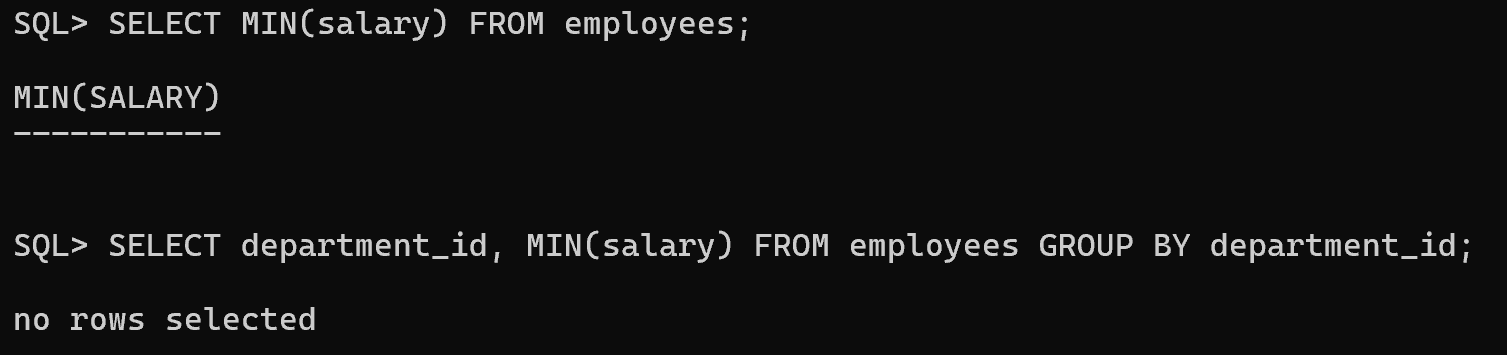 SQL> SELECT MIN(salary) FROM employees;
MIN(SALARY)
-----------
SQL> SELECT department_id, MIN(salary) FROM employees GROUP BY department_id;
no rows selected